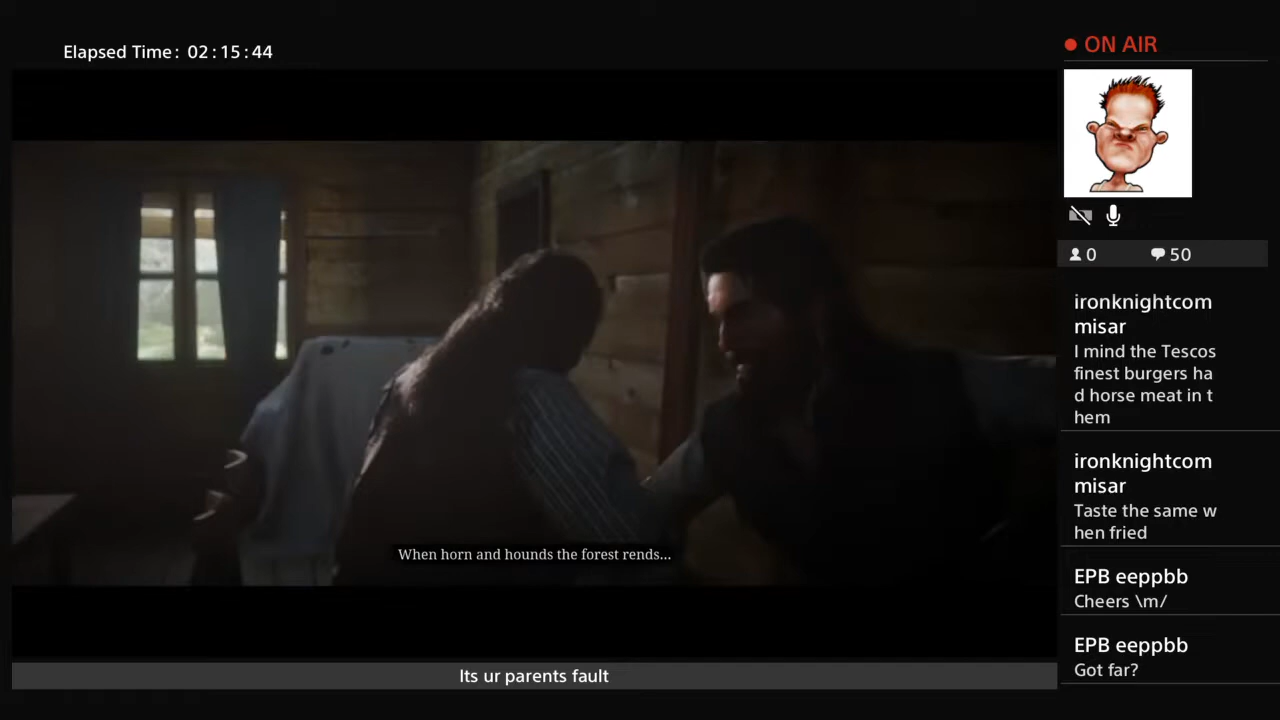 Elapsed Time: 02:15:44
ON AIR
0 50
ironknightcom
misar
I mind the Tescos
finest burgers ha
d horse meat in t
hem
ironknightcom
misar
Taste the same w
hen fried
EPB eeppbb
Cheers \m/
EPB eeppbb
Got far?
When horn and hounds the forest rends...
Its ur parents fault